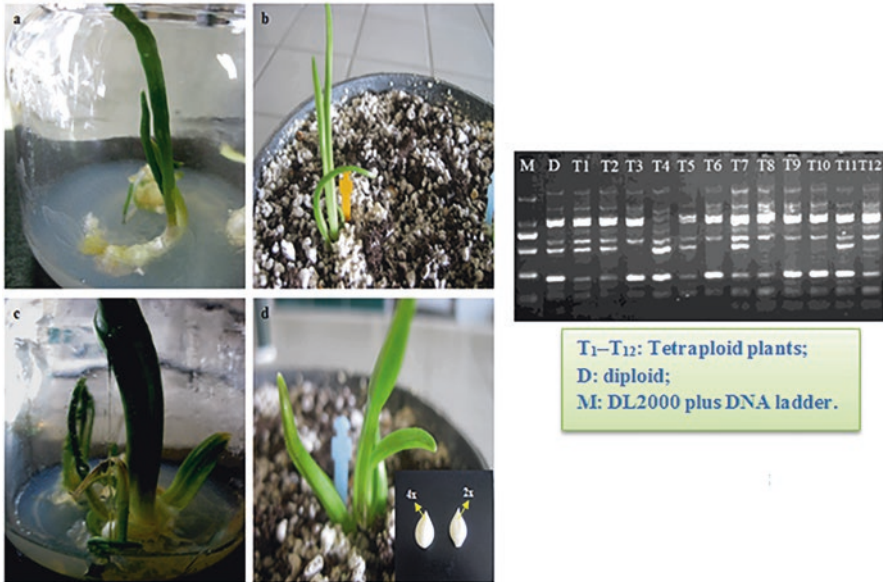 a
b
c
d
4x
2x
M D T1 T2 T3 T4 T5 T6 T7 T8 T9 T10 T11 T12
T1–T12: Tetraploid plants;
D: diploid;
M: DL2000 plus DNA ladder.